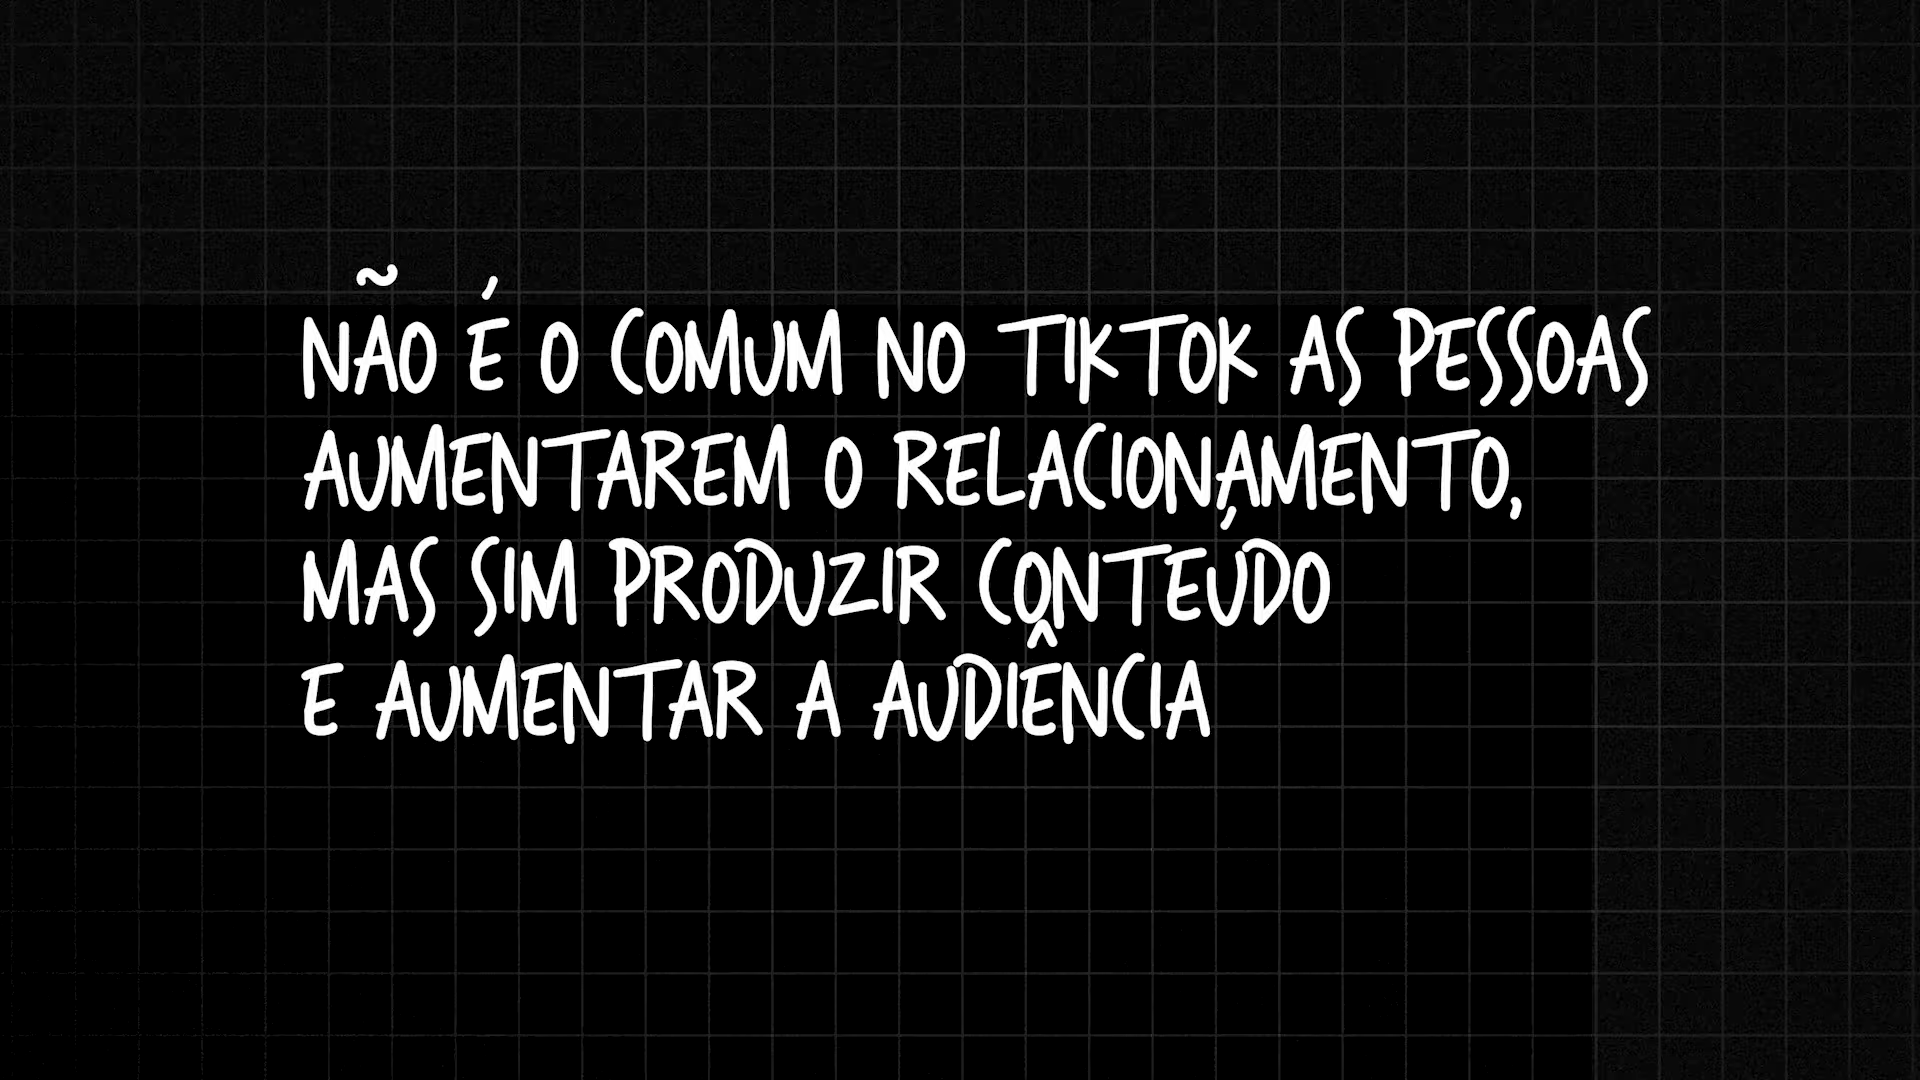 NÃO É O COMUM NO TIKTOK AS PESSOAS
AUMENTAREM O RELACIONAMENTO,
MAS SIM PRODUZIR CONTEÚDO
E AUMENTAR A AUDIÊNCIA